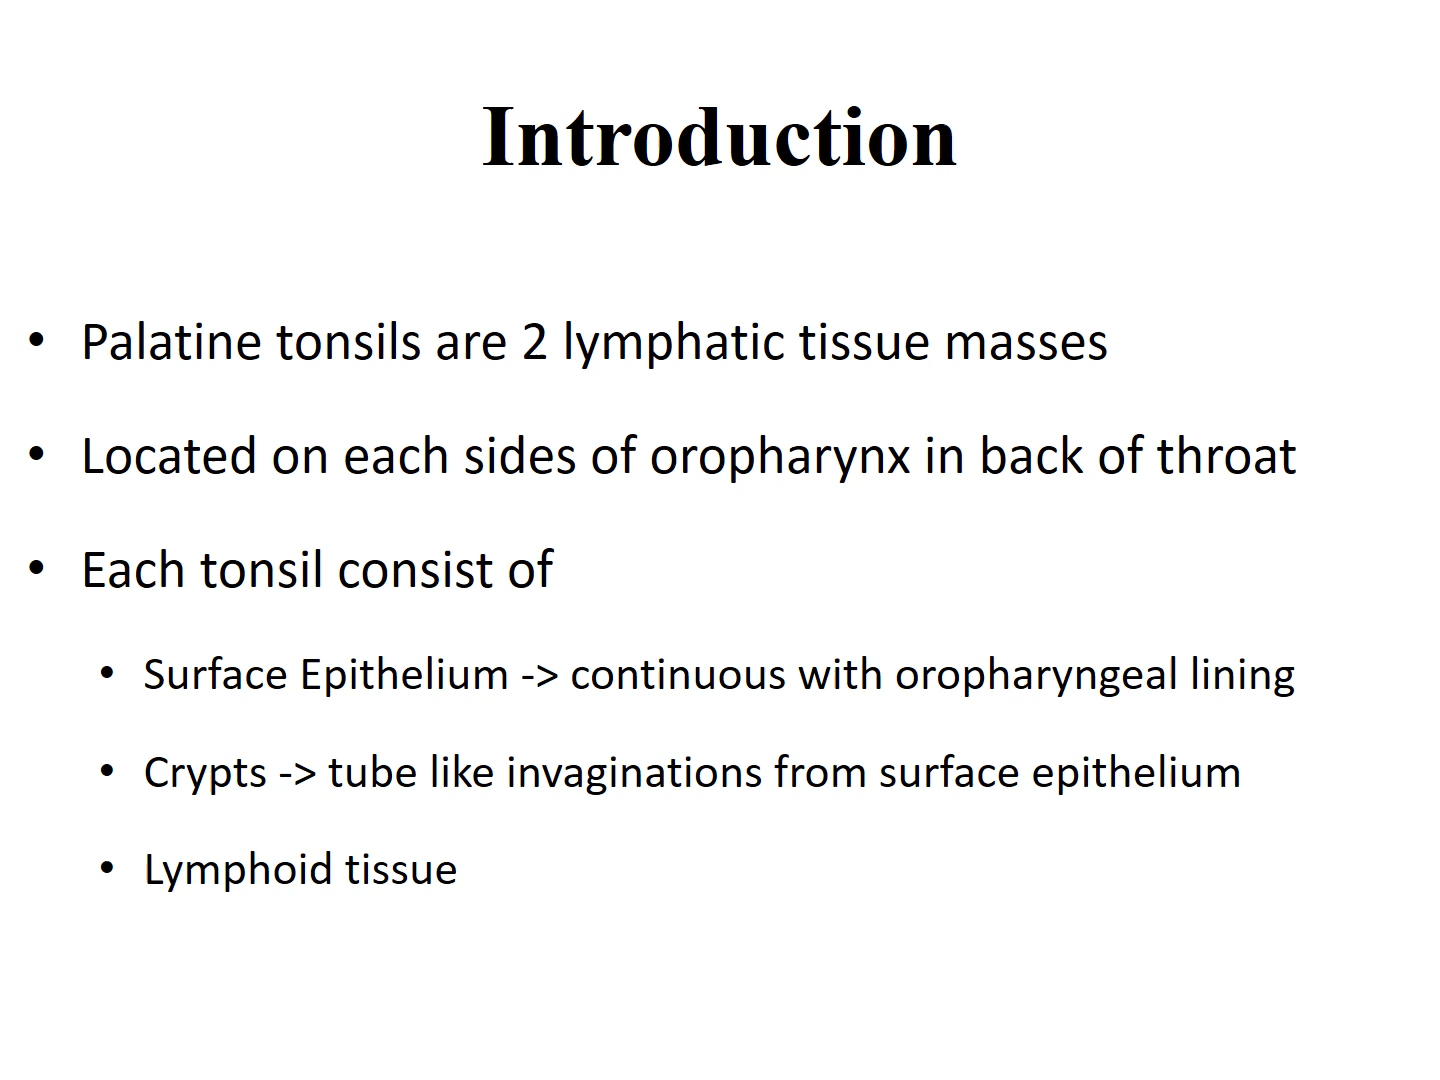 Introduction
• Palatine tonsils are 2 lymphatic tissue masses
• Located on each sides of oropharynx in back of throat
• Each tonsil consist of
• Surface Epithelium -> continuous with oropharyngeal lining
• Crypts -> tube like invaginations from surface epithelium
• Lymphoid tissue